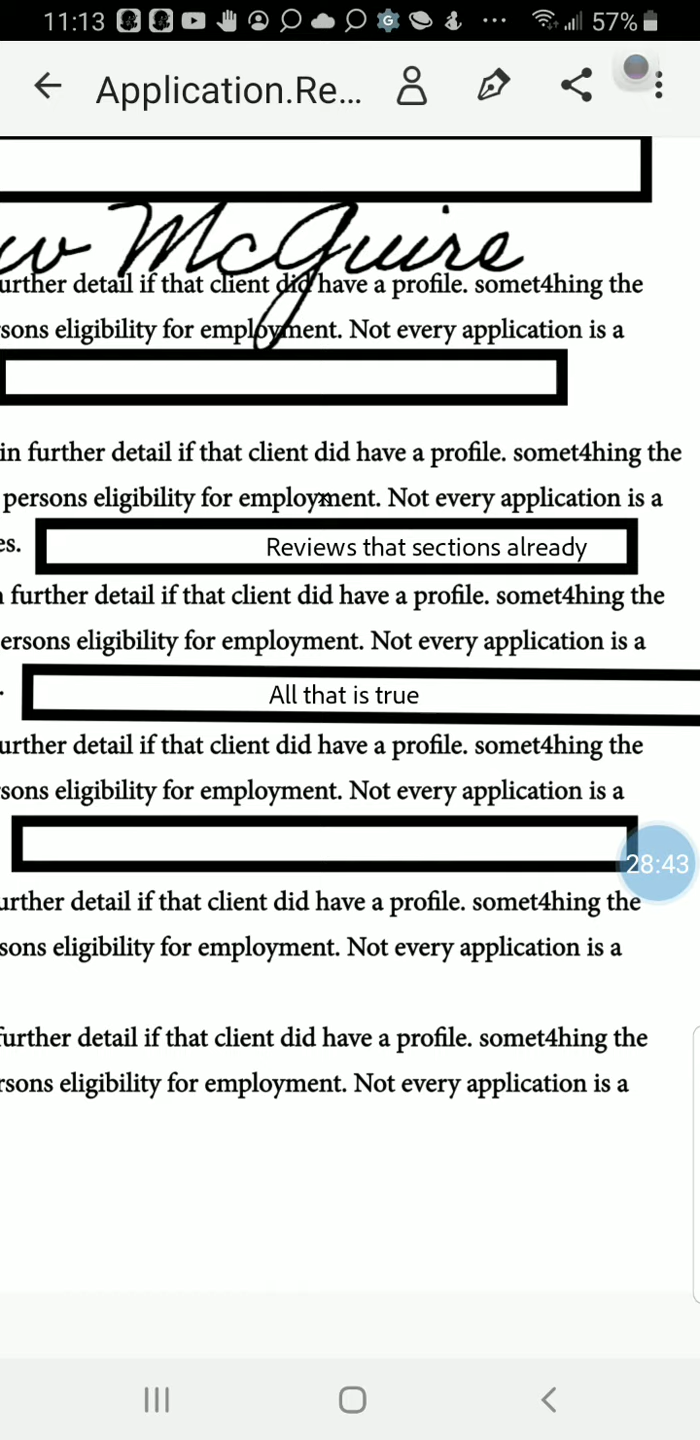 11:13
57%
Application.Re...
w McGuire
urther detail if that client did have a profile. somet4hing the
sons eligibility for employment. Not every application is a
in further detail if that client did have a profile. somet4hing the
persons eligibility for employment. Not every application is a
es.
Reviews that sections already
further detail if that client did have a profile. somet4hing the
ersons eligibility for employment. Not every application is a
.
All that is true
urther detail if that client did have a profile. somet4hing the
sons eligibility for employment. Not every application is a
28:43
urther detail if that client did have a profile. somet4hing the
sons eligibility for employment. Not every application is a
further detail if that client did have a profile. somet4hing the
rsons eligibility for employment. Not every application is a